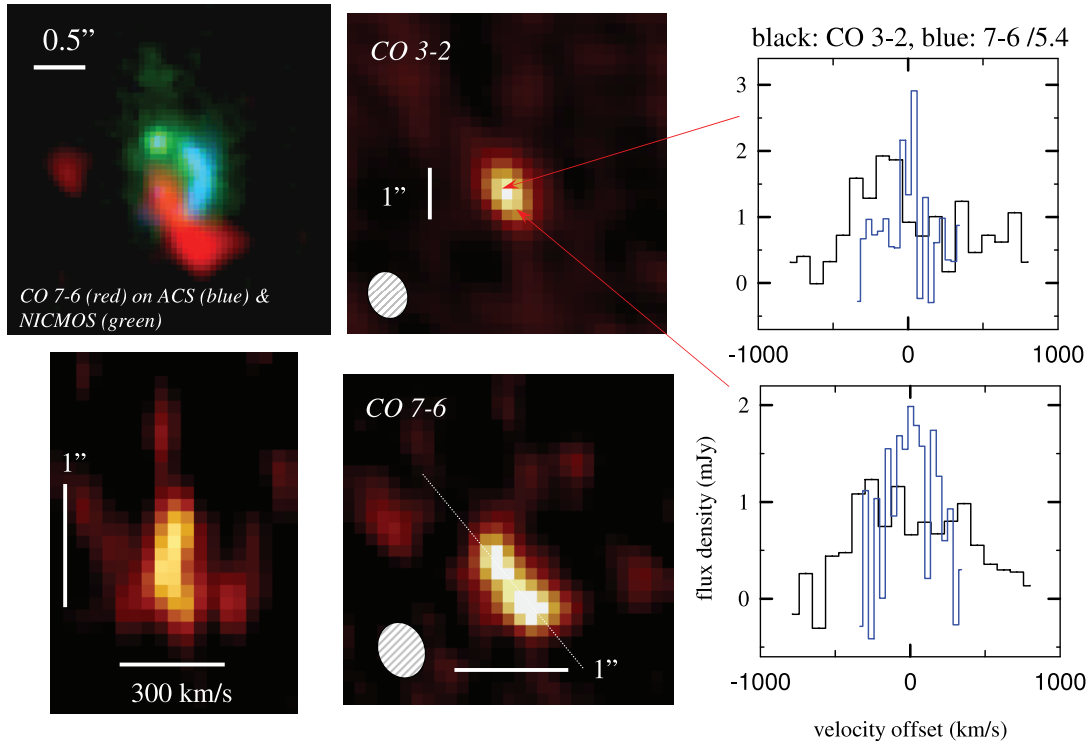 0.5”
CO 7-6 (red) on ACS (blue) &
NICMOS (green)
CO 3-2
1”
black: CO 3-2, blue: 7-6 /5.4
3
2
1
0
-1000
0
1000
1”
300 km/s
CO 7-6
1”
flux density (mJy)
2
1
0
-1000
0
1000
velocity offset (km/s)